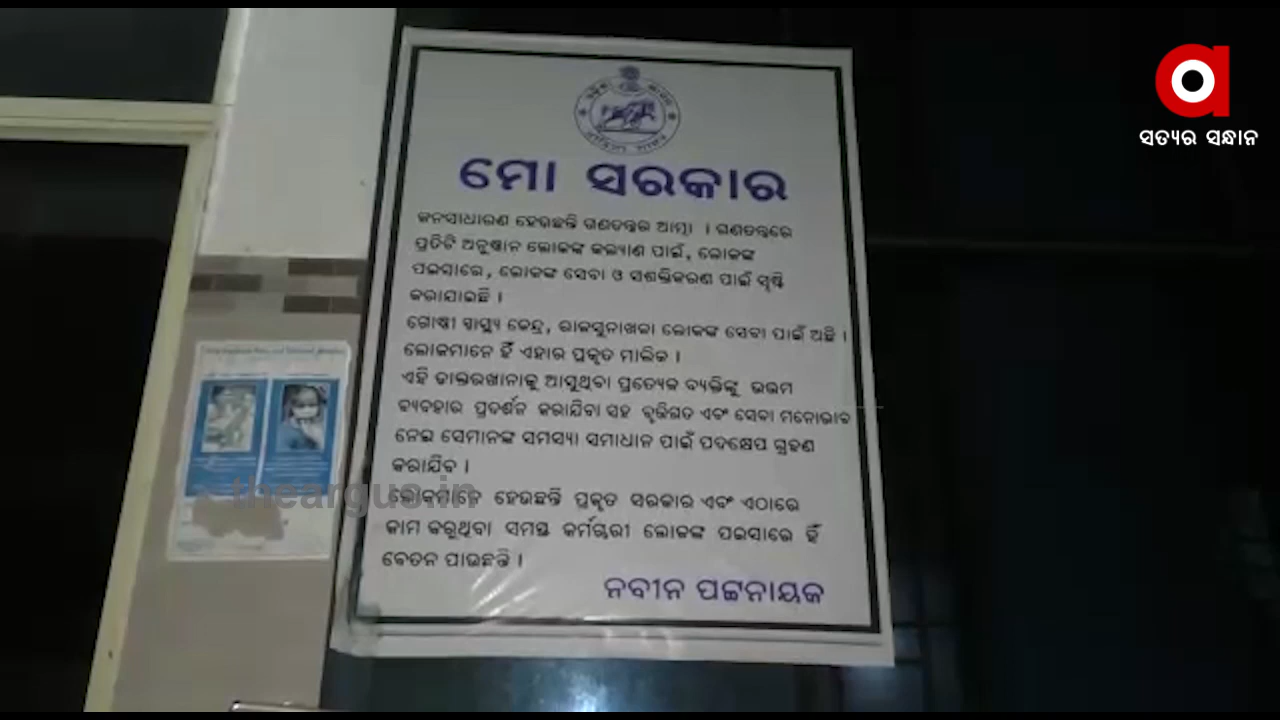 ସତ୍ୟର ସନ୍ଧାନ
ମୋ ସରକାର
ଜନସାଧାରଣ ହେଉଛନ୍ତି ଗଣତନ୍ତ୍ରର ଆତ୍ମା । ଗଣତନ୍ତ୍ରରେ
ପ୍ରତିଟି ଅନୁଷ୍ଠାନ ଲୋକଙ୍କ କଲ୍ୟାଣ ପାଇଁ, ଲୋକଙ୍କ
ପଇସାରେ, ଲୋକଙ୍କ ସେବା ଓ ସଶକ୍ତିକରଣ ପାଇଁ ସୃଷ୍ଟି
କରାଯାଇଛି ।
ଗୋଷ୍ଠୀ ସ୍ୱାସ୍ଥ୍ୟ କେନ୍ଦ୍ର, ରାଜସୁନାଖଳା ଲୋକଙ୍କ ସେବା ପାଇଁ ଅଛି ।
ଲୋକମାନେ ହିଁ ଏହାର ପ୍ରକୃତ ମାଲିକ ।
ଏହି ଡାକ୍ତରଖାନାକୁ ଆସୁଥିବା ପ୍ରତ୍ୟେକ ବ୍ୟକ୍ତିଙ୍କୁ ଉତ୍ତମ
ବ୍ୟବହାର ପ୍ରଦର୍ଶନ କରାଯିବା ସହ ବୃତ୍ତିଗତ ଏବଂ ସେବା ମନୋଭାବ
ନେଇ ସେମାନଙ୍କ ସମସ୍ୟା ସମାଧାନ ପାଇଁ ପଦକ୍ଷେପ ଗ୍ରହଣ
କରାଯିବ ।
ଲୋକମାନେ ହେଉଛନ୍ତି ପ୍ରକୃତ ସରକାର ଏବଂ ଏଠାରେ
କାମ କରୁଥିବା ସମସ୍ତ କର୍ମଚାରୀ ଲୋକଙ୍କ ପଇସାରେ ହିଁ
ବେତନ ପାଉଛନ୍ତି ।
ନବୀନ ପଟ୍ଟନାୟକ
theargus.in